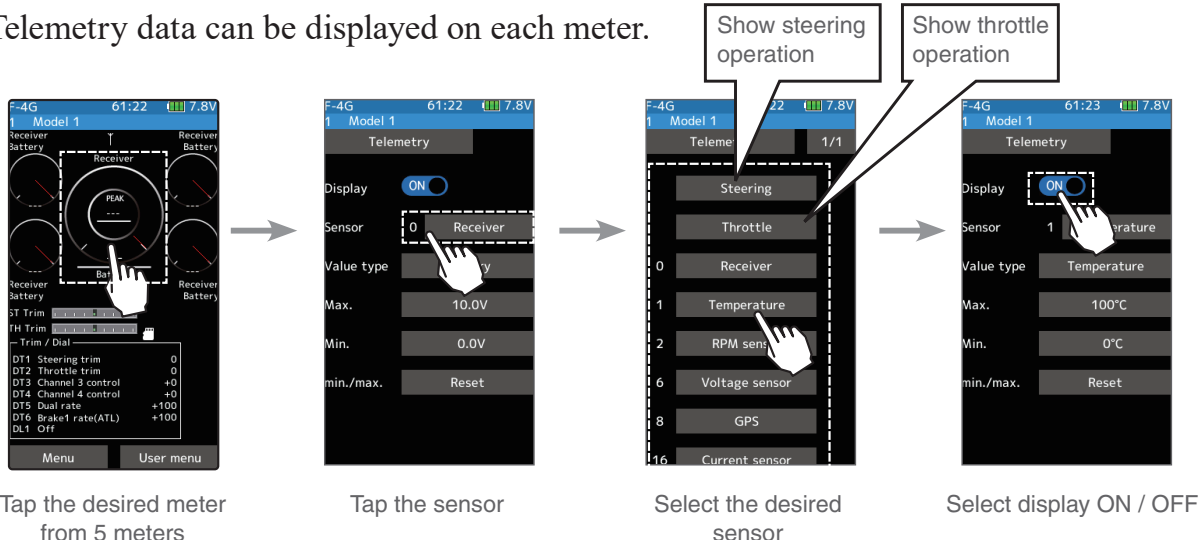 Telemetry data can be displayed on each meter.
Show steering
operation
Show throttle
operation
F-4G 61:22 7.8V
1 Model 1
Receiver
Battery
Receiver
Battery
Receiver
PEAK
---
Receiver
Battery
Receiver
Battery
ST Trim
TH Trim
Trim / Dial
DT1 Steering trim 0
DT2 Throttle trim 0
DT3 Channel 3 control +0
DT4 Channel 4 control +0
DT5 Dual rate +100
DT6 Brake1 rate(ATL) +100
DL1 Off
Menu User menu
Tap the desired meter
from 5 meters
F-4G 61:22 7.8V
1 Model 1
Telemetry
Display ON
Sensor 0 Receiver
Value type
Max. 10.0V
Min. 0.0V
min./max. Reset
Tap the sensor
F-4G 22 7.8V
1 Model 1
1/1
Steering
Throttle
0 Receiver
1 Temperature
2 RPM
6 Voltage sensor
8 GPS
16 Current sensor
Select the desired
sensor
F-4G 61:23 7.8V
1 Model 1
Telemetry
Display ON
Sensor 1
Value type Temperature
Max. 100°C
Min. 0°C
min./max. Reset
Select display ON / OFF